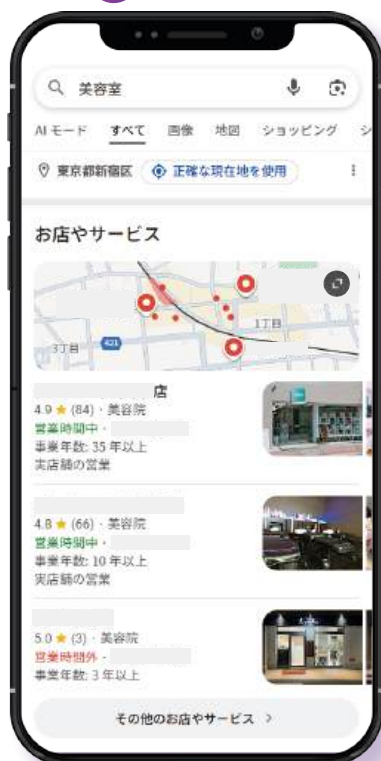 美容室
AI モード すべて 画像 地図 ショッピング シ
東京都新宿区 正確な現在地を使用
お店やサービス
1丁目
3丁目 421
店
4.9 ★ (84) · 美容院
営業時間中 ·
事業年数: 35 年以上
実店舗の営業
4.8 ★ (66) · 美容院
営業時間中 ·
事業年数: 10 年以上
実店舗の営業
5.0 ★ (3) · 美容院
営業時間外 ·
事業年数: 3 年以上
その他のお店やサービス >